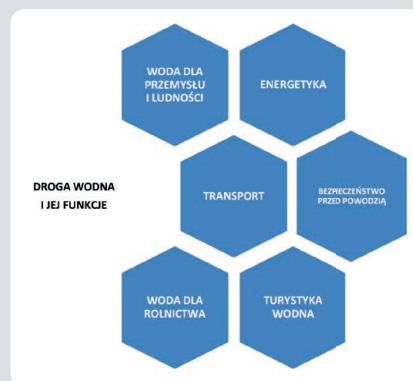 WODA DLA
PRZEMYSŁU
I LUDNOŚCI
ENERGETYKA
DROGA WODNA
I JEJ FUNKCJE
TRANSPORT
BEZPIECZEŃSTWO
PRZED POWODZIĄ
WODA DLA
ROLNICTWA
TURYSTYKA
WODNA